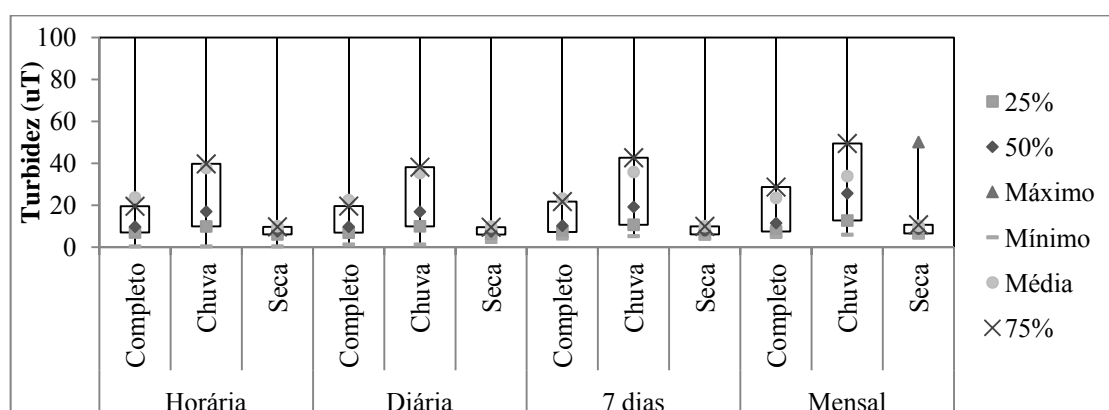 Turbidez (uT)
100
80
60
40
20
0
Completo
Chuva
Seca
Completo
Chuva
Seca
Completo
Chuva
Seca
Completo
Chuva
Seca
Horária
Diária
7 dias
Mensal
25%
50%
Máximo
Mínimo
Média
75%